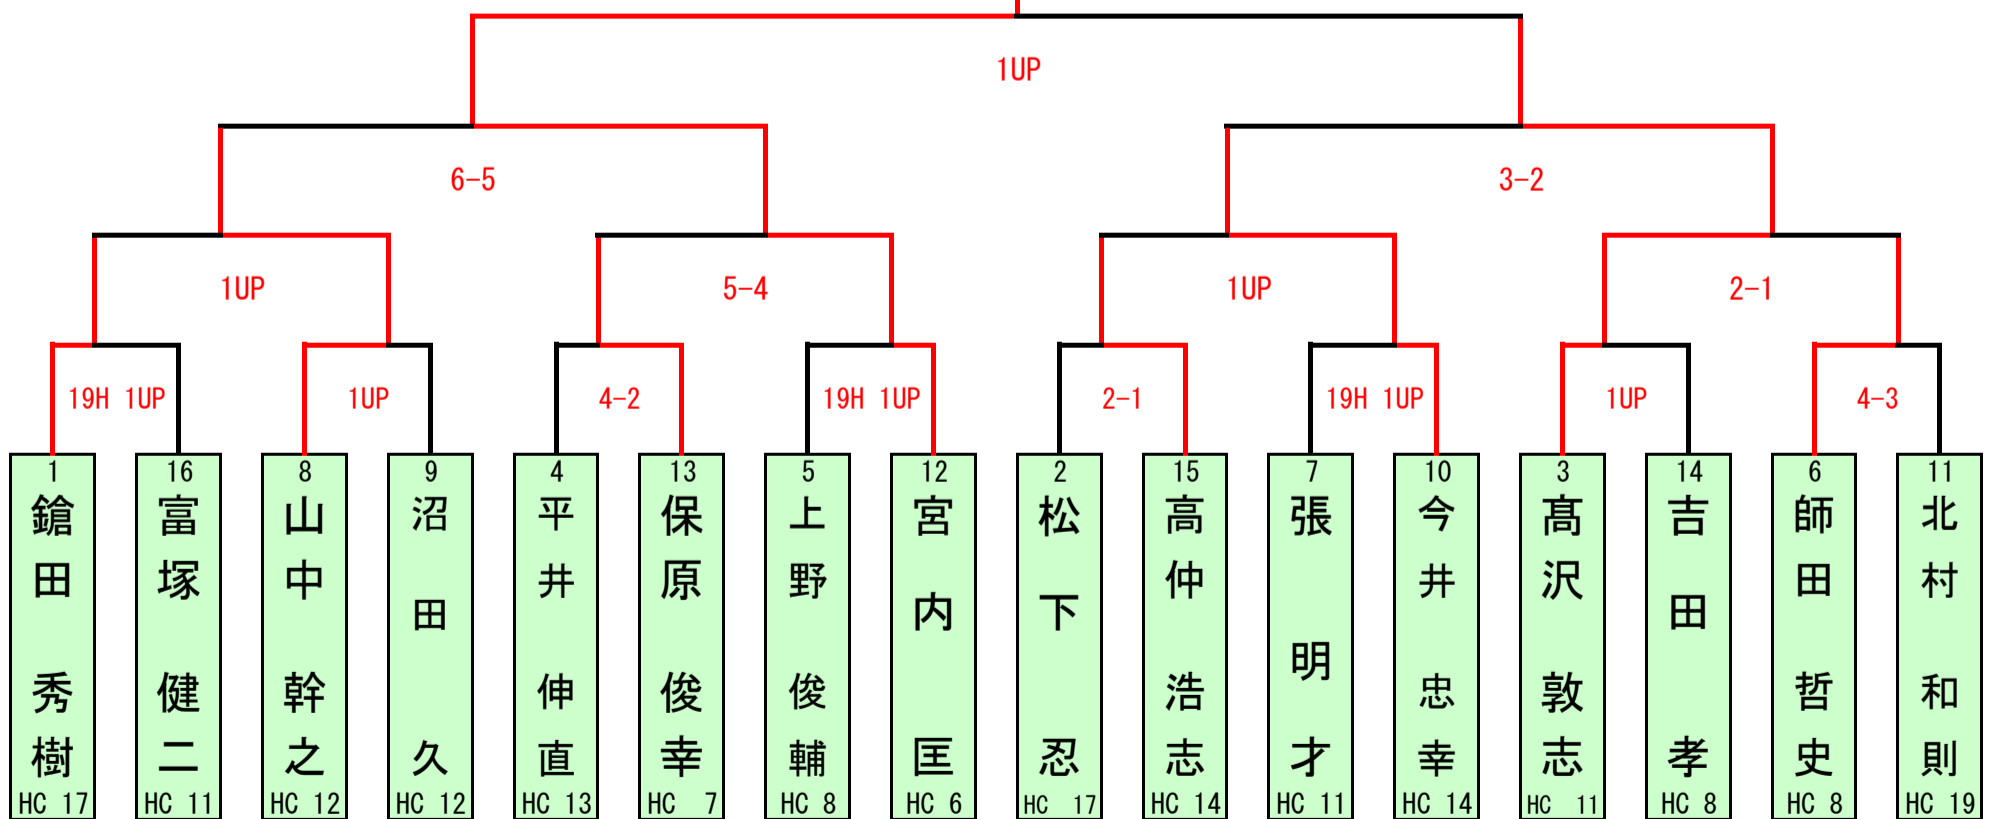 1UP
6-5
3-2
1UP
5-4
1UP
2-1
19H 1UP
1UP
4-2
19H 1UP
2-1
19H 1UP
1UP
4-3
1
鎗田 秀樹
HC 17
16
富塚 健二
HC 11
8
山中 幹之
HC 12
9
沼田 久
HC 12
4
平井 伸直
HC 13
13
保原 俊幸
HC 7
5
上野 俊輔
HC 8
12
宮内 匡
HC 6
2
松下 忍
HC 17
15
高仲 浩志
HC 14
7
張 明才
HC 11
10
今井 忠幸
HC 14
3
髙沢 敦志
HC 11
14
吉田 孝
HC 8
6
師田 哲史
HC 8
11
北村 和則
HC 19